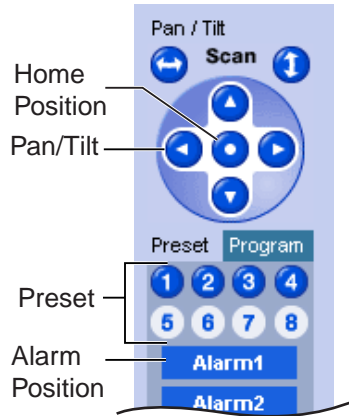 Pan / Tilt
Scan
Home
Position
Pan/Tilt
Preset Program
1 2 3 4
Preset
5 6 7 8
Alarm
Position
Alarm1
Alarm2